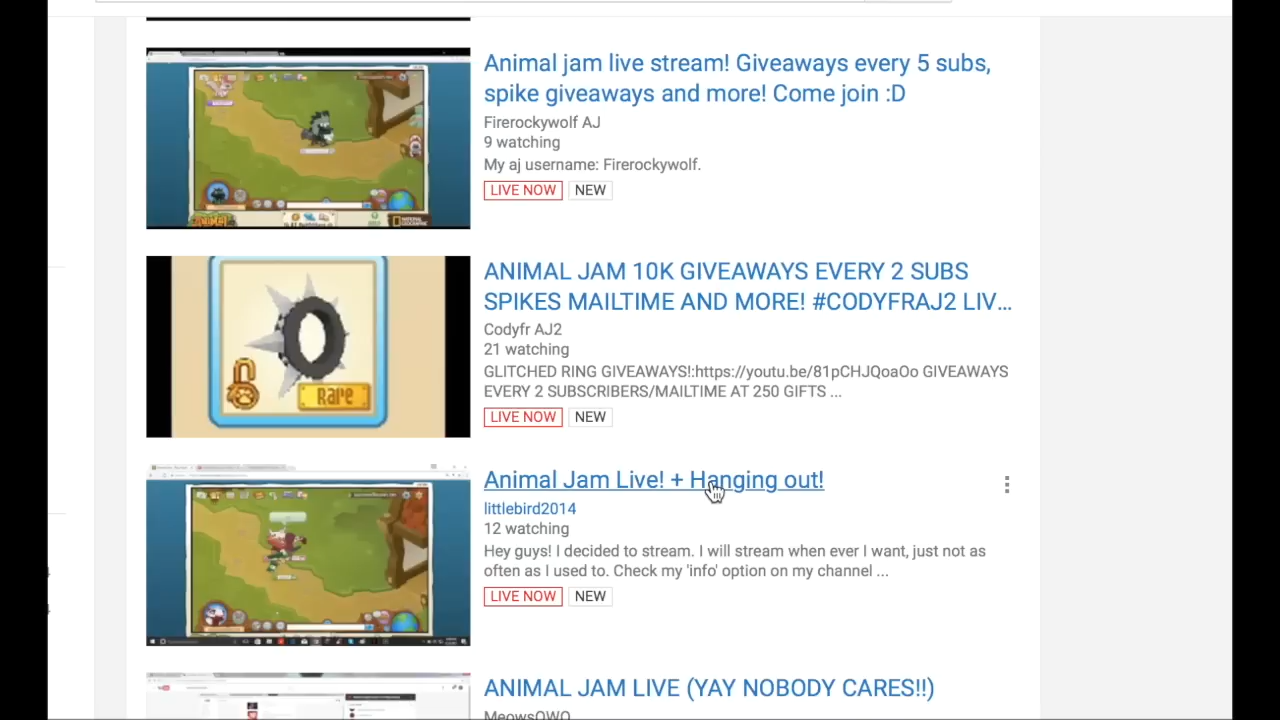 Animal jam live stream! Giveaways every 5 subs,
spike giveaways and more! Come join :D
Firerockywolf AJ
9 watching
My aj username: Firerockywolf.
LIVE NOW NEW
ANIMAL
NATIONAL GEOGRAPHIC
ANIMAL JAM 10K GIVEAWAYS EVERY 2 SUBS
SPIKES MAILTIME AND MORE! #CODYFRAJ2 LIV...
Codyfr AJ2
21 watching
GLITCHED RING GIVEAWAYS!:https://youtu.be/81pCHJQoaOo GIVEAWAYS
EVERY 2 SUBSCRIBERS/MAILTIME AT 250 GIFTS ...
LIVE NOW NEW
Rare
Animal Jam Live! + Hanging out!
littlebird2014
12 watching
Hey guys! I decided to stream. I will stream when ever I want, just not as
often as I used to. Check my 'info' option on my channel ...
LIVE NOW NEW
ANIMAL JAM LIVE (YAY NOBODY CARES!!)
MeowsOWO